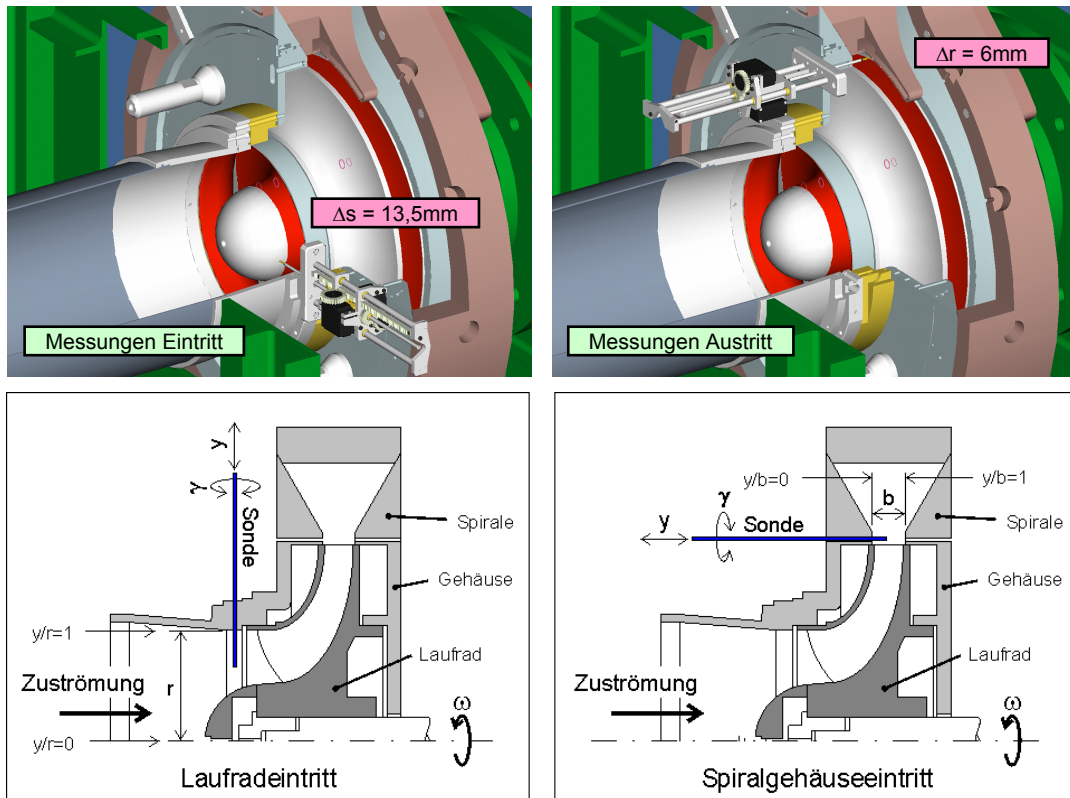 Δs = 13,5mm
Messungen Eintritt
Δr = 6mm
Messungen Austritt
y
γ
Sonde
Spirale
Gehäuse
y/r=1
r
Laufrad
Zuströmung
ω
y/r=0
Laufradeintritt
y/b=0
y/b=1
b
γ
y
Sonde
Spirale
Gehäuse
Laufrad
Zuströmung
ω
Spiralgehäuseeintritt